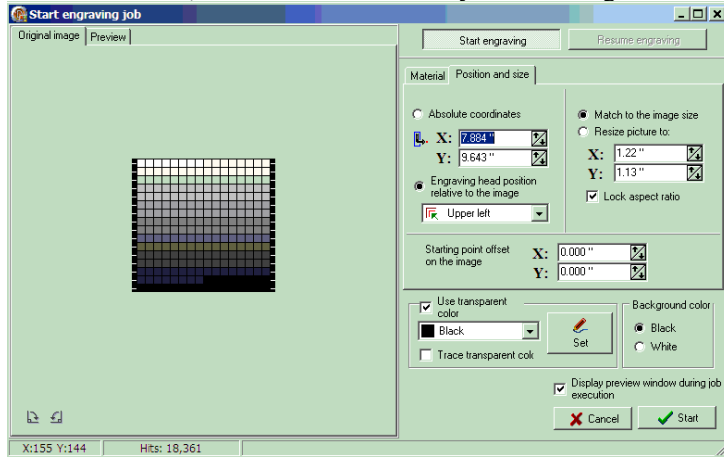 Start engraving job
Original image
Preview
Start engraving
Resume engraving
Material
Position and size
Absolute coordinates
X: 7.884 "
Y: 9.643 "
Engraving head position
relative to the image
Upper left
Match to the image size
Resize picture to:
X: 1.22 "
Y: 1.13 "
Lock aspect ratio
Starting point offset
on the image
X: 0.000 "
Y: 0.000 "
Use transparent
color
Black
Trace transparent colo
Set
Background color
Black
White
Display preview window during job
execution
Cancel
Start
X:155 Y:144
Hits: 18,361